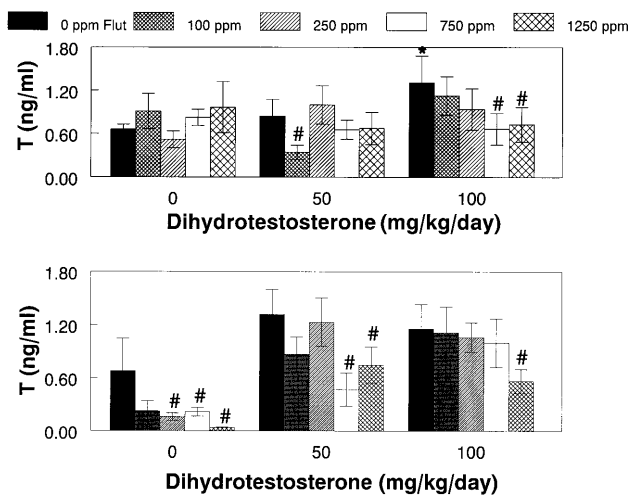 0 ppm Flut 100 ppm 250 ppm 750 ppm 1250 ppm
T (ng/ml)
1.80
1.20
0.60
0.00
*
#
# #
0 50 100
Dihydrotestosterone (mg/kg/day)
T (ng/ml)
1.80
1.20
0.60
0.00
# # #
# #
#
0 50 100
Dihydrotestosterone (mg/kg/day)